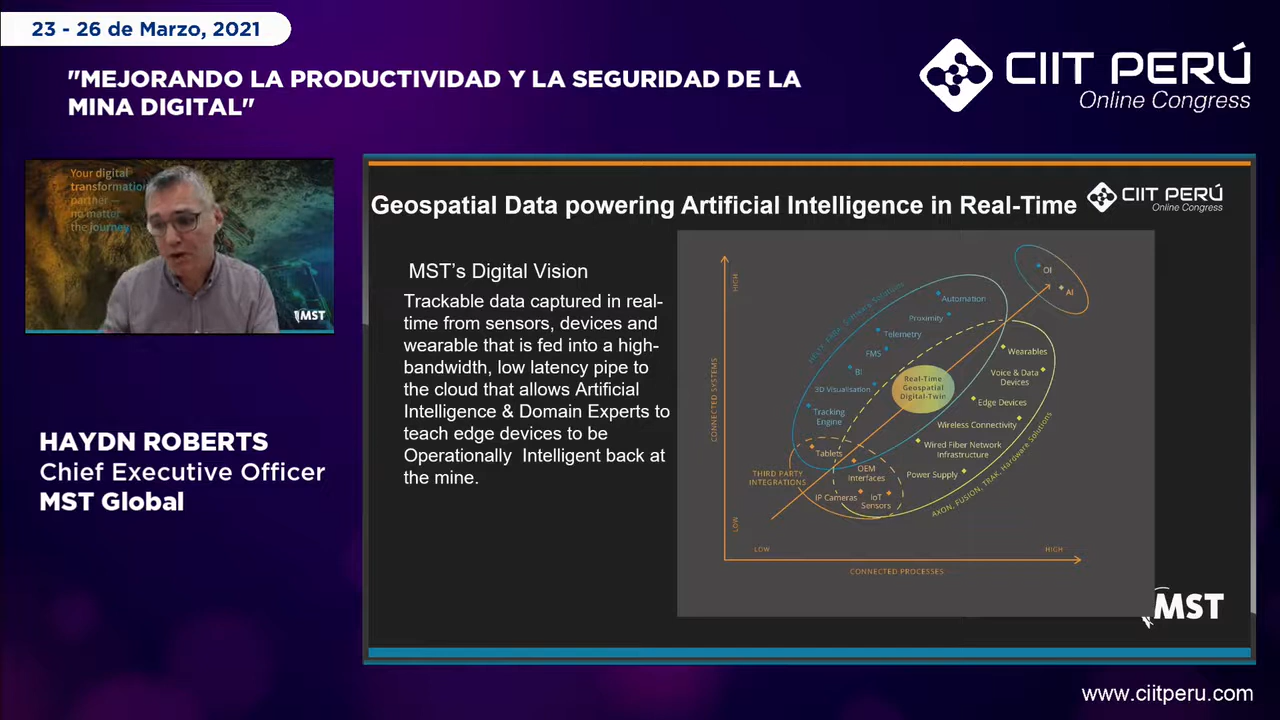 23 - 26 de Marzo, 2021
"MEJORANDO LA PRODUCTIVIDAD Y LA SEGURIDAD DE LA
MINA DIGITAL"
CIIT PERÚ
Online Congress
Your digital
transformation
partner –
no matter
the journey.
MST
HAYDN ROBERTS
Chief Executive Officer
MST Global
Geospatial Data powering Artificial Intelligence in Real-Time
CIIT PERÚ
Online Congress
MST's Digital Vision
Trackable data captured in real-
time from sensors, devices and
wearable that is fed into a high-
bandwidth, low latency pipe to
the cloud that allows Artificial
Intelligence & Domain Experts to
teach edge devices to be
Operationally Intelligent back at
the mine.
HIGH
CONNECTED SYSTEMS
LOW
OI
AI
Automation
Proximity
Telemetry
FMS
BI
3D Visualisation
Tracking
Engine
Real-Time
Geospatial
Digital-Twin
Wearables
Voice & Data
Devices
Edge Devices
Wireless Connectivity
Wired Fiber Network
Infrastructure
Power Supply
AXON, FUSION, TRAK, Hardware Solutions
Tablets
OEM
Interfaces
THIRD PARTY
INTEGRATIONS
IP Cameras
IoT
Sensors
LOW
HIGH
CONNECTED PROCESSES
MST
www.ciitperu.com